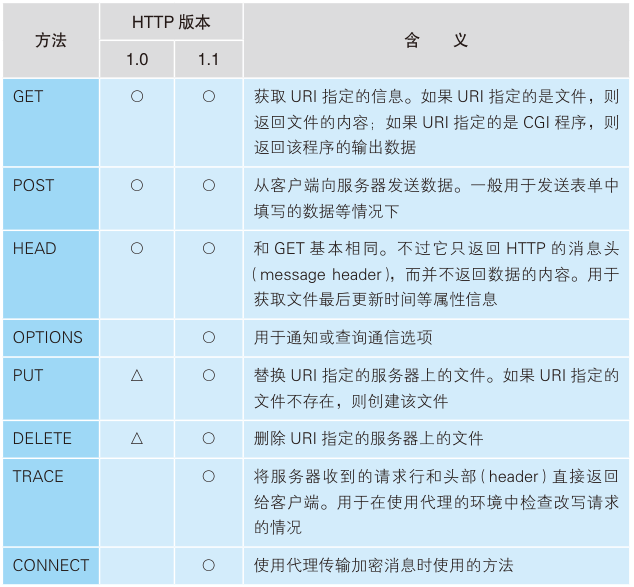 方法 HTTP 版本 含 义
1.0 1.1
GET ○ ○ 获取 URI 指定的信息。如果 URI 指定的是文件，则
返回文件的内容；如果 URI 指定的是 CGI 程序，则
返回该程序的输出数据
POST ○ ○ 从客户端向服务器发送数据。一般用于发送表单中
填写的数据等情况下
HEAD ○ ○ 和 GET 基本相同。不过它只返回 HTTP 的消息头
(message header)，而并不返回数据的内容。用于
获取文件最后更新时间等属性信息
OPTIONS ○ 用于通知或查询通信选项
PUT △ ○ 替换 URI 指定的服务器上的文件。如果 URI 指定的
文件不存在，则创建该文件
DELETE △ ○ 删除 URI 指定的服务器上的文件
TRACE ○ 将服务器收到的请求行和头部(header)直接返回
给客户端。用于在使用代理的环境中检查改写请求
的情况
CONNECT ○ 使用代理传输加密消息时使用的方法